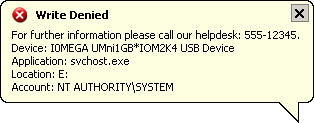 Write Denied
For further information please call our helpdesk: 555-12345.
Device: I0MEGA UMni1GB*IOM2K4 USB Device
Application: svchost.exe
Location: E:
Account: NT AUTHORITY\SYSTEM